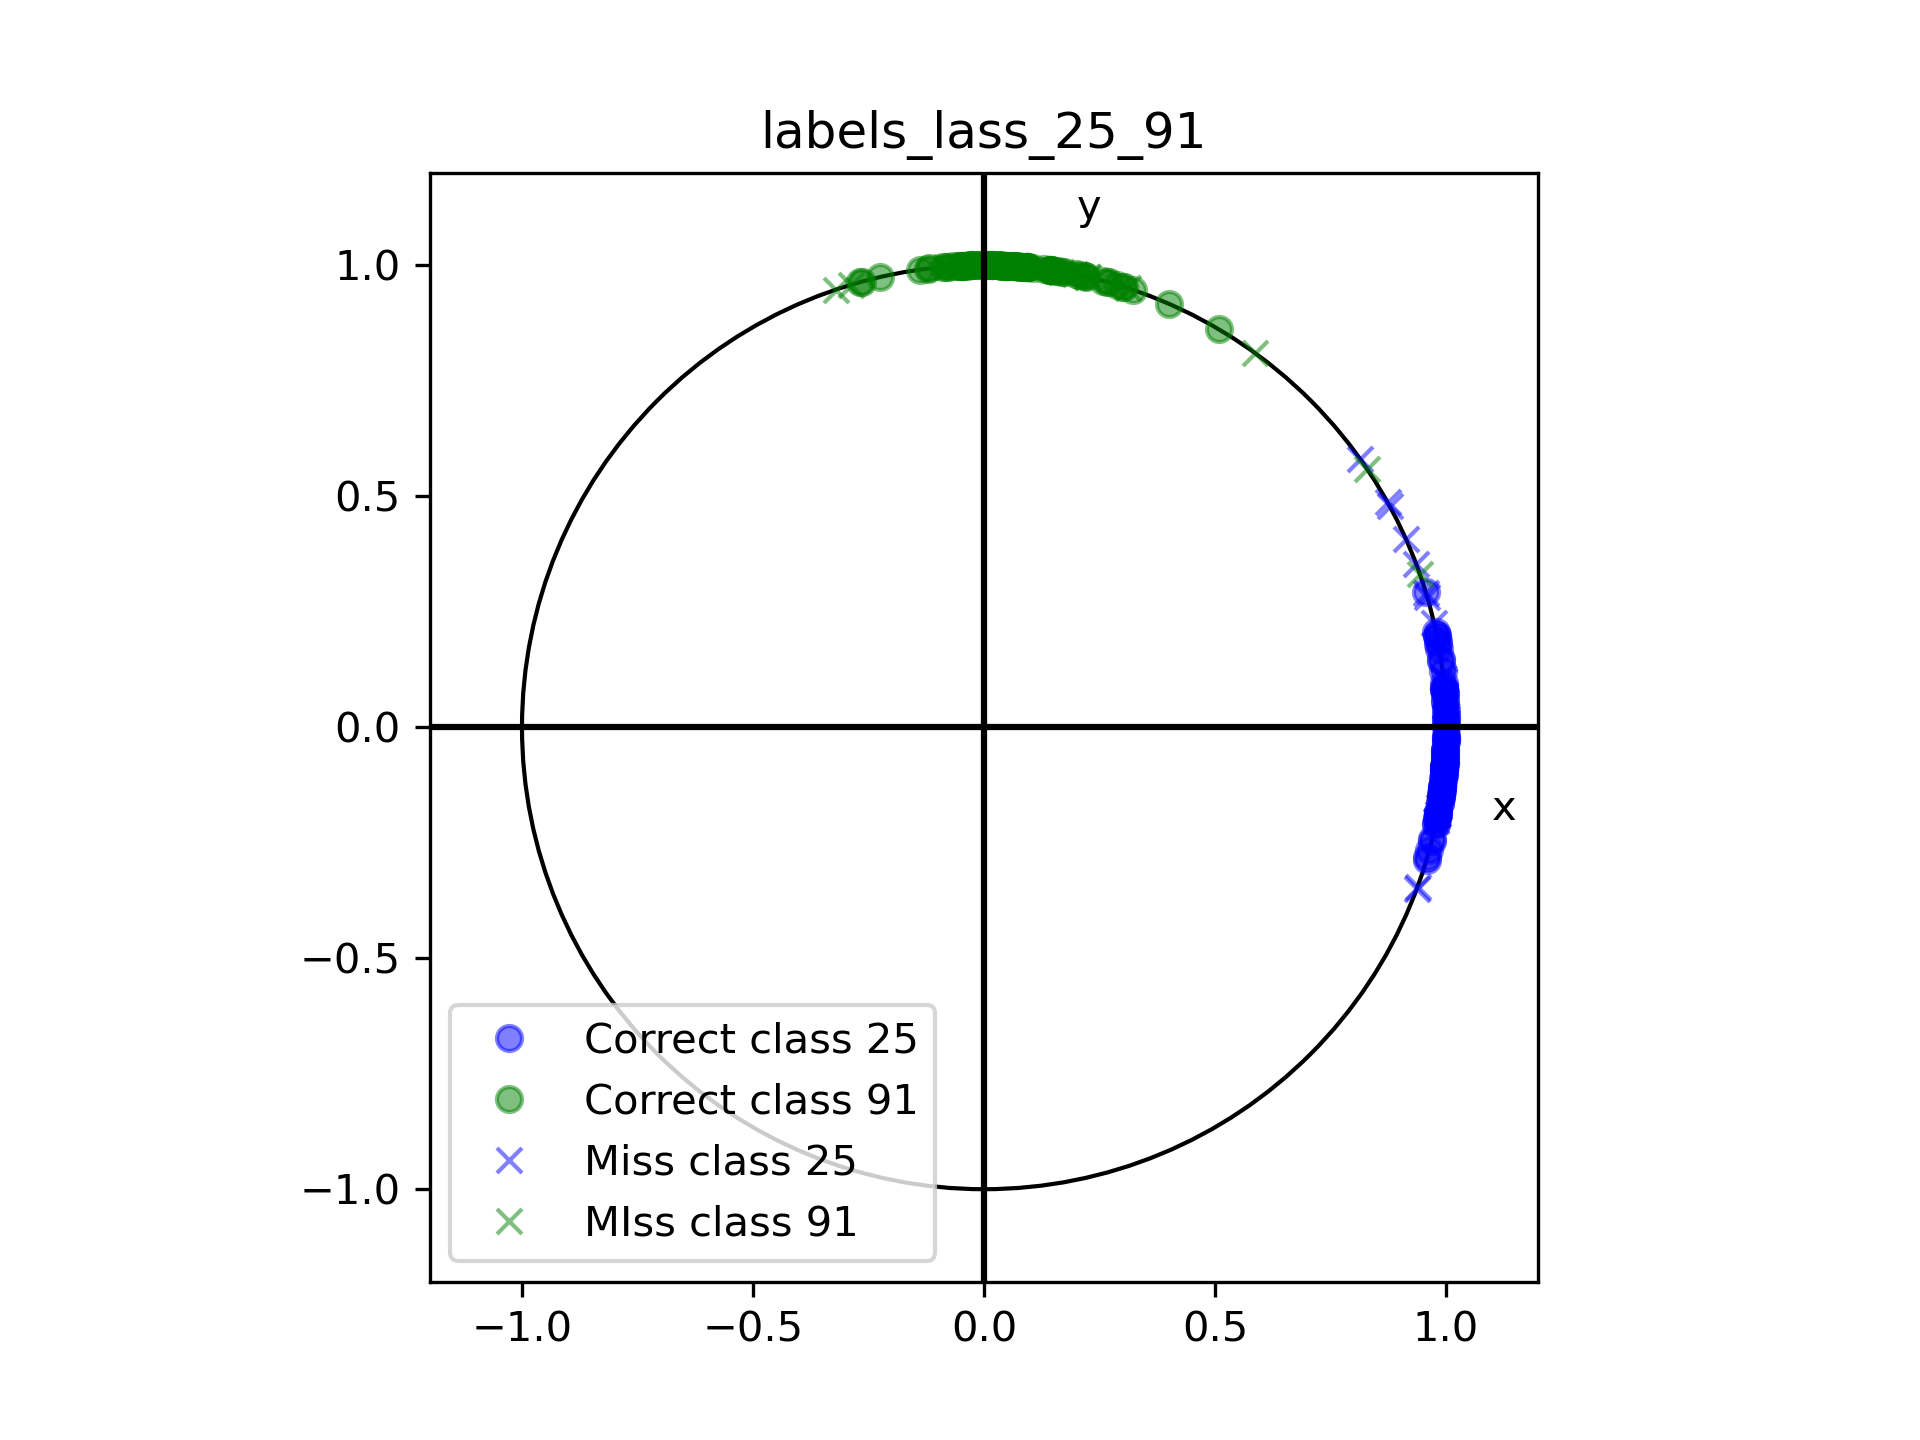 labels_lass_25_91
y
1.0
0.5
0.0
−0.5
−1.0
x
Correct class 25
Correct class 91
Miss class 25
MIss class 91
−1.0 −0.5 0.0 0.5 1.0